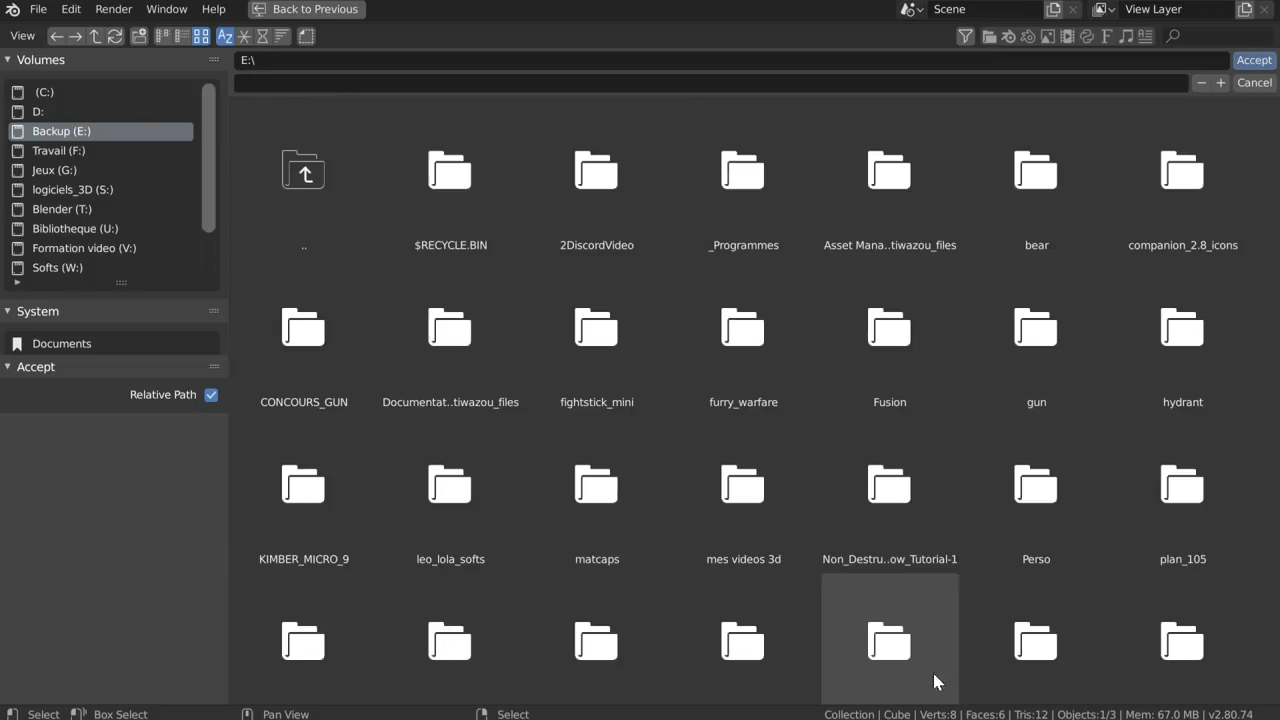 File Edit Render Window Help Back to Previous Scene View Layer
View
Volumes
E:\ Accept
Cancel
(C:)
D:
Backup (E:)
Travail (F:)
Jeux (G:)
logiciels_3D (S:)
Blender (T:)
Bibliotheque (U:)
Formation video (V:)
Softs (W:)
System
Documents
Accept
Relative Path
.. $RECYCLE.BIN 2DiscordVideo _Programmes Asset Mana..tiwazou_files bear companion_2.8_icons
CONCOURS_GUN Documentat..tiwazou_files fightstick_mini furry_warfare Fusion gun hydrant
KIMBER_MICRO_9 leo_lola_softs matcaps mes videos 3d Non_Destru..ow_Tutorial-1 Perso plan_105
Select Box Select Pan View Select Collection | Cube | Verts:8 | Faces:6 | Tris:12 | Objects:1/3 | Mem: 67.0 MB | v2.80.74